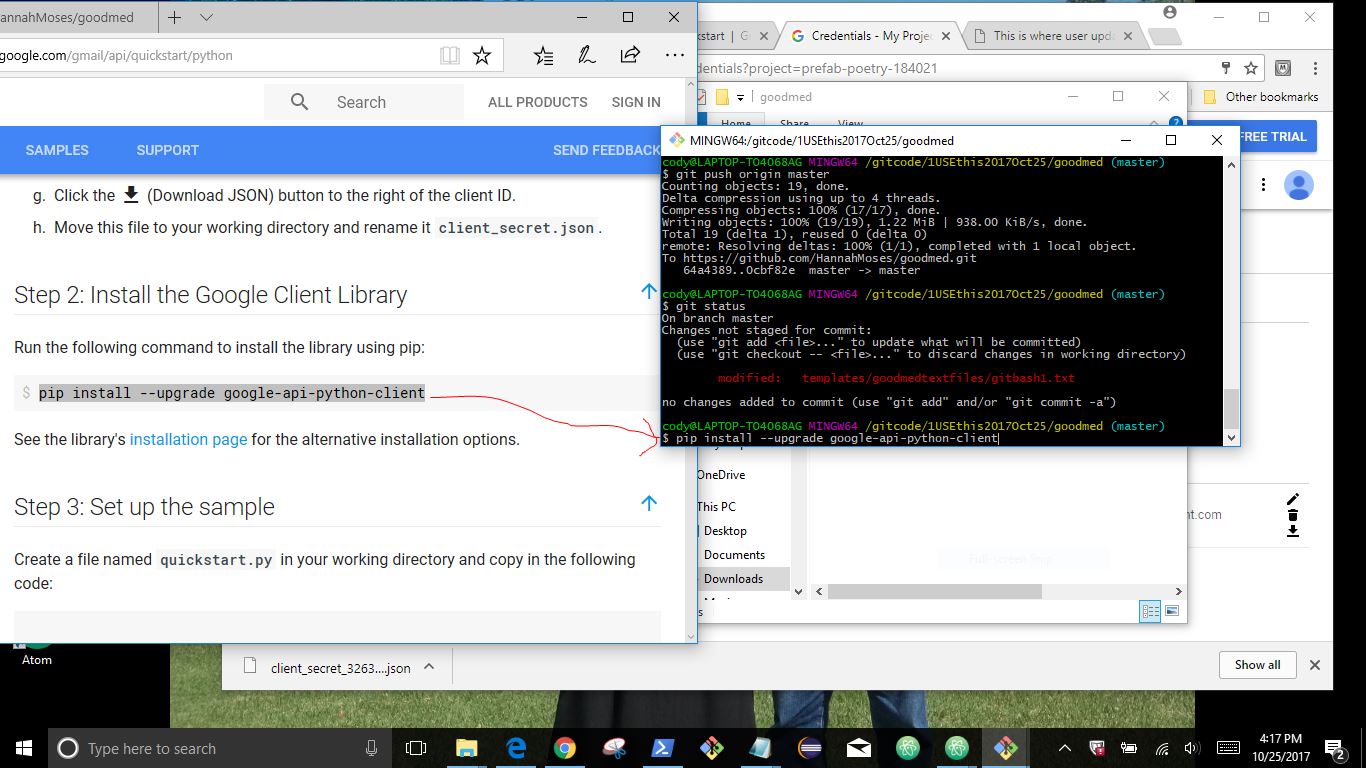 HannahMoses/goodmed
google.com/gmail/api/quickstart/python
Search
ALL PRODUCTS
SIGN IN
SAMPLES
SUPPORT
SEND FEEDBACK
g. Click the (Download JSON) button to the right of the client ID.
h. Move this file to your working directory and rename it client_secret.json.
Step 2: Install the Google Client Library
Run the following command to install the library using pip:
$ pip install --upgrade google-api-python-client
See the library's installation page for the alternative installation options.
Step 3: Set up the sample
Create a file named quickstart.py in your working directory and copy in the following
code:
kstart | G
Credentials - My Proje
This is where user upda
dentials?project=prefab-poetry-184021
Other bookmarks
goodmed
Home
Share
View
FREE TRIAL
MINGW64:/gitcode/1USEthis2017Oct25/goodmed
cody@LAPTOP-TO4068AG MINGW64 /gitcode/1USEthis2017Oct25/goodmed (master)
$ git push origin master
Counting objects: 19, done.
Delta compression using up to 4 threads.
Compressing objects: 100% (17/17), done.
Writing objects: 100% (19/19), 1.22 MiB | 938.00 KiB/s, done.
Total 19 (delta 1), reused 0 (delta 0)
remote: Resolving deltas: 100% (1/1), completed with 1 local object.
To https://github.com/HannahMoses/goodmed.git
64a4389..0cbf82e master -> master
cody@LAPTOP-TO4068AG MINGW64 /gitcode/1USEthis2017Oct25/goodmed (master)
$ git status
On branch master
Changes not staged for commit:
(use "git add <file>..." to update what will be committed)
(use "git checkout -- <file>..." to discard changes in working directory)
modified: templates/goodmedtextfiles/gitbash1.txt
no changes added to commit (use "git add" and/or "git commit -a")
cody@LAPTOP-TO4068AG MINGW64 /gitcode/1USEthis2017Oct25/goodmed (master)
$ pip install --upgrade google-api-python-client
OneDrive
This PC
Desktop
Documents
Downloads
Full-screen Snip
nt.com
Atom
client_secret_3263....json
Show all
Type here to search
4:17 PM
10/25/2017
2